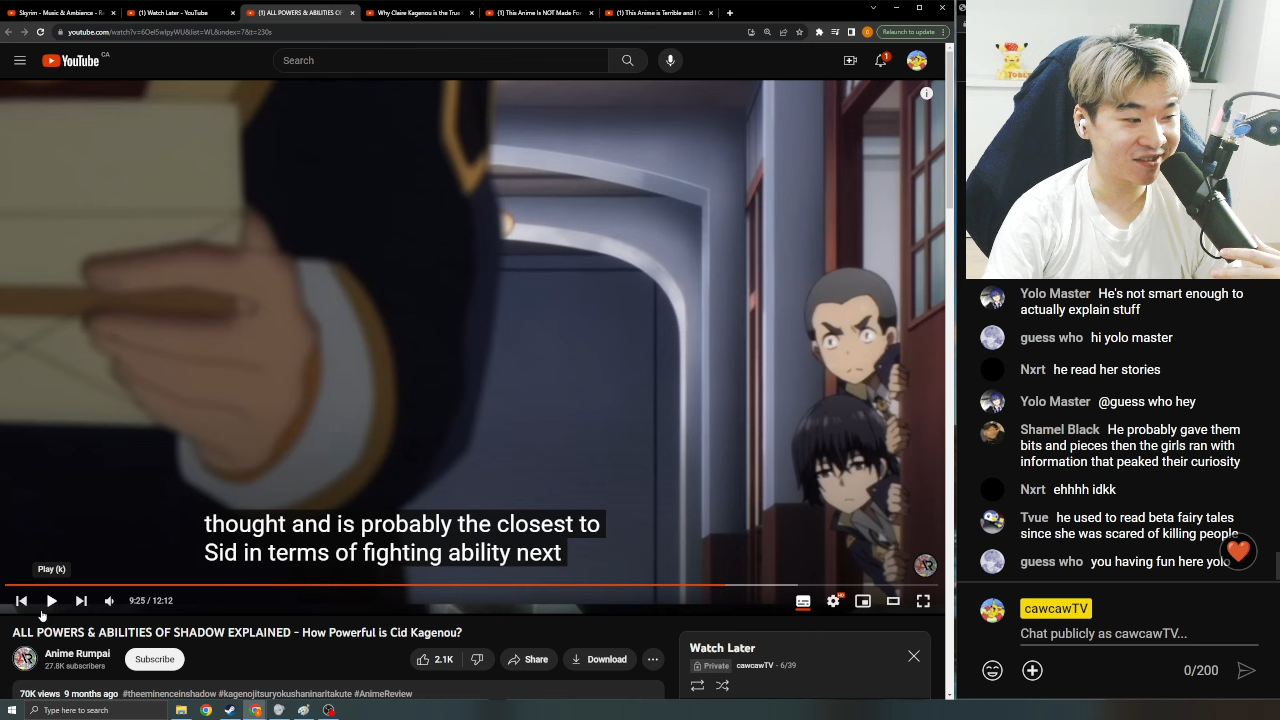 Slgrim - Music & Ambience - R
(1) Watch Later - YouTube
(1) ALL POWERS & ABILITIES OF
Why Claire Kagenou is the True
(1) This Anime Is NOT Made Fo
(1) This Anime is Terrible and I
youtube.com/watch?v=6OeI5wIpyWU&list=WL&index=7&t=230s
Relaunch to update
YouTube CA
Search
1
TOBL
thought and is probably the closest to
Sid in terms of fighting ability next
Play (k)
AR
9:25 / 12:12
HD
ALL POWERS & ABILITIES OF SHADOW EXPLAINED - How Powerful is Cid Kagenou?
AR
Anime Rumpai
27.8K subscribers
Subscribe
2.1K
Share
Download
70K views 9 months ago #theeminenceinshadow #kagenojitsuryokushaninaritakute #AnimeReview
Watch Later
Private cawcawTV - 6/39
Yolo Master He's not smart enough to
actually explain stuff
guess who hi yolo master
Nxrt he read her stories
Yolo Master @guess who hey
Shamel Black He probably gave them
bits and pieces then the girls ran with
information that peaked their curiosity
Nxrt ehhhh idkk
Tvue he used to read beta fairy tales
since she was scared of killing people
guess who you having fun here yolo
cawcawTV
Chat publicly as cawcawTV...
0/200
Type here to search